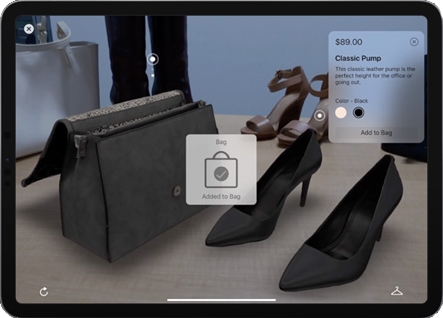 $89.00
Classic Pump
This classic leather pump is the
perfect height for the office or
going out.
Color - Black
Add to Bag
Bag
Added to Bag